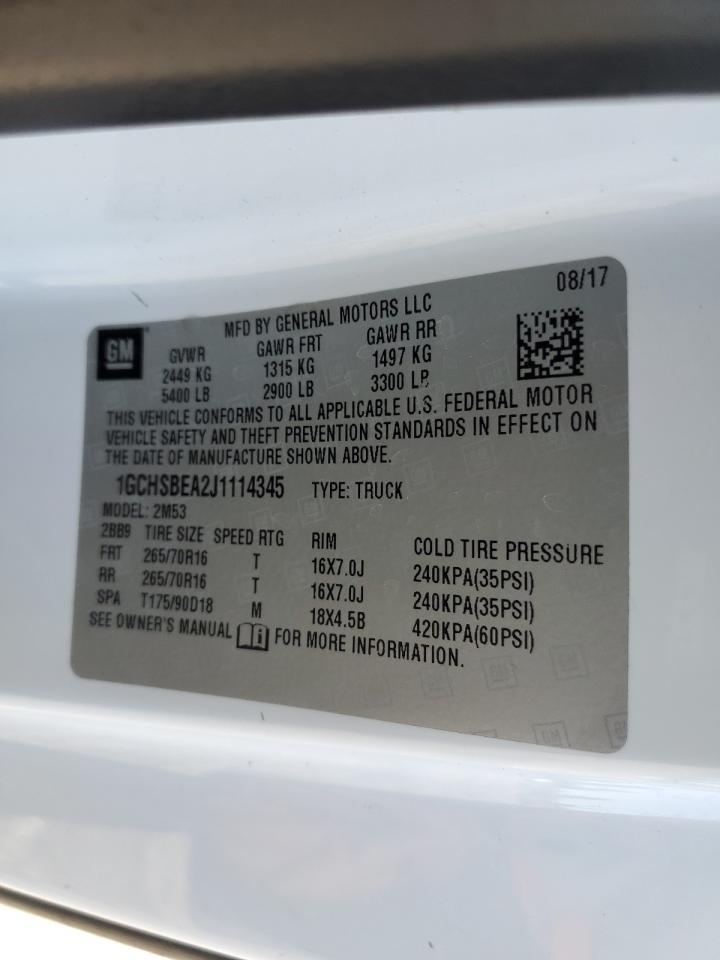 08/17
MFD BY GENERAL MOTORS LLC
GM
GVWR GAWR FRT GAWR RR
2449 KG 1315 KG 1497 KG
5400 LB 2900 LB 3300 LB
THIS VEHICLE CONFORMS TO ALL APPLICABLE U.S. FEDERAL MOTOR
VEHICLE SAFETY AND THEFT PREVENTION STANDARDS IN EFFECT ON
THE DATE OF MANUFACTURE SHOWN ABOVE.
1GCHSBEA2J1114345 TYPE: TRUCK
MODEL: 2M53
2BB9 TIRE SIZE SPEED RTG RIM COLD TIRE PRESSURE
FRT 265/70R16 T 16X7.0J 240KPA(35PSI)
RR 265/70R16 T 16X7.0J 240KPA(35PSI)
SPA T175/90D18 M 18X4.5B 420KPA(60PSI)
SEE OWNER'S MANUAL FOR MORE INFORMATION.